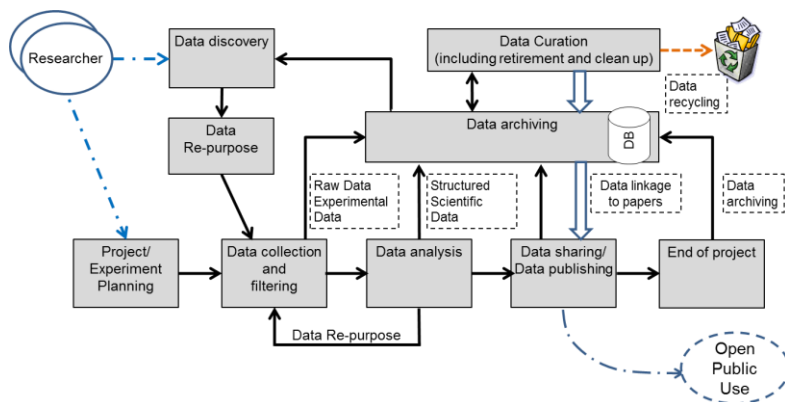 Researcher
Data discovery
Data Curation
(including retirement and clean up)
Data
recycling
Data
Re-purpose
Data archiving
DB
Raw Data
Experimental
Data
Structured
Scientific
Data
Data linkage
to papers
Data
archiving
Project/
Experiment
Planning
Data collection
and
filtering
Data analysis
Data sharing/
Data publishing
End of project
Data Re-purpose
Open
Public
Use